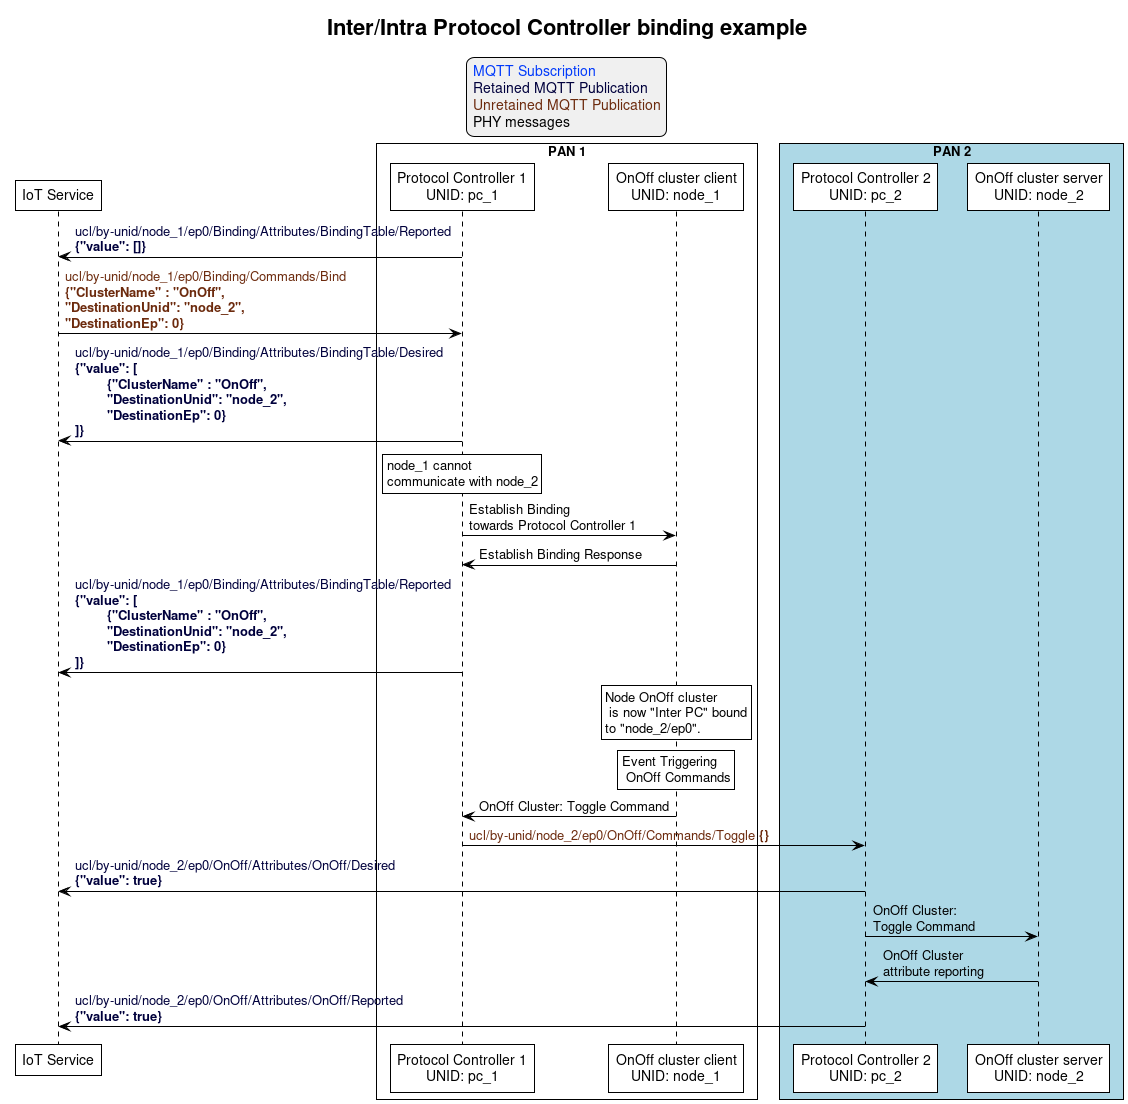 Inter/Intra Protocol Controller binding example
MQTT Subscription
Retained MQTT Publication
Unretained MQTT Publication
PHY messages
PAN 1
PAN 2
IoT Service
Protocol Controller 1
UNID: pc_1
OnOff cluster client
UNID: node_1
Protocol Controller 2
UNID: pc_2
OnOff cluster server
UNID: node_2
ucl/by-unid/node_1/ep0/Binding/Attributes/BindingTable/Reported
{"value": []}
ucl/by-unid/node_1/ep0/Binding/Commands/Bind
{"ClusterName" : "OnOff",
"DestinationUnid": "node_2",
"DestinationEp": 0}
ucl/by-unid/node_1/ep0/Binding/Attributes/BindingTable/Desired
{"value": [
{"ClusterName" : "OnOff",
"DestinationUnid": "node_2",
"DestinationEp": 0}
]}
node_1 cannot
communicate with node_2
Establish Binding
towards Protocol Controller 1
Establish Binding Response
ucl/by-unid/node_1/ep0/Binding/Attributes/BindingTable/Reported
{"value": [
{"ClusterName" : "OnOff",
"DestinationUnid": "node_2",
"DestinationEp": 0}
]}
Node OnOff cluster
is now "Inter PC" bound
to "node_2/ep0".
Event Triggering
OnOff Commands
OnOff Cluster: Toggle Command
ucl/by-unid/node_2/ep0/OnOff/Commands/Toggle {}
ucl/by-unid/node_2/ep0/OnOff/Attributes/OnOff/Desired
{"value": true}
OnOff Cluster:
Toggle Command
OnOff Cluster
attribute reporting
ucl/by-unid/node_2/ep0/OnOff/Attributes/OnOff/Reported
{"value": true}
IoT Service
Protocol Controller 1
UNID: pc_1
OnOff cluster client
UNID: node_1
Protocol Controller 2
UNID: pc_2
OnOff cluster server
UNID: node_2